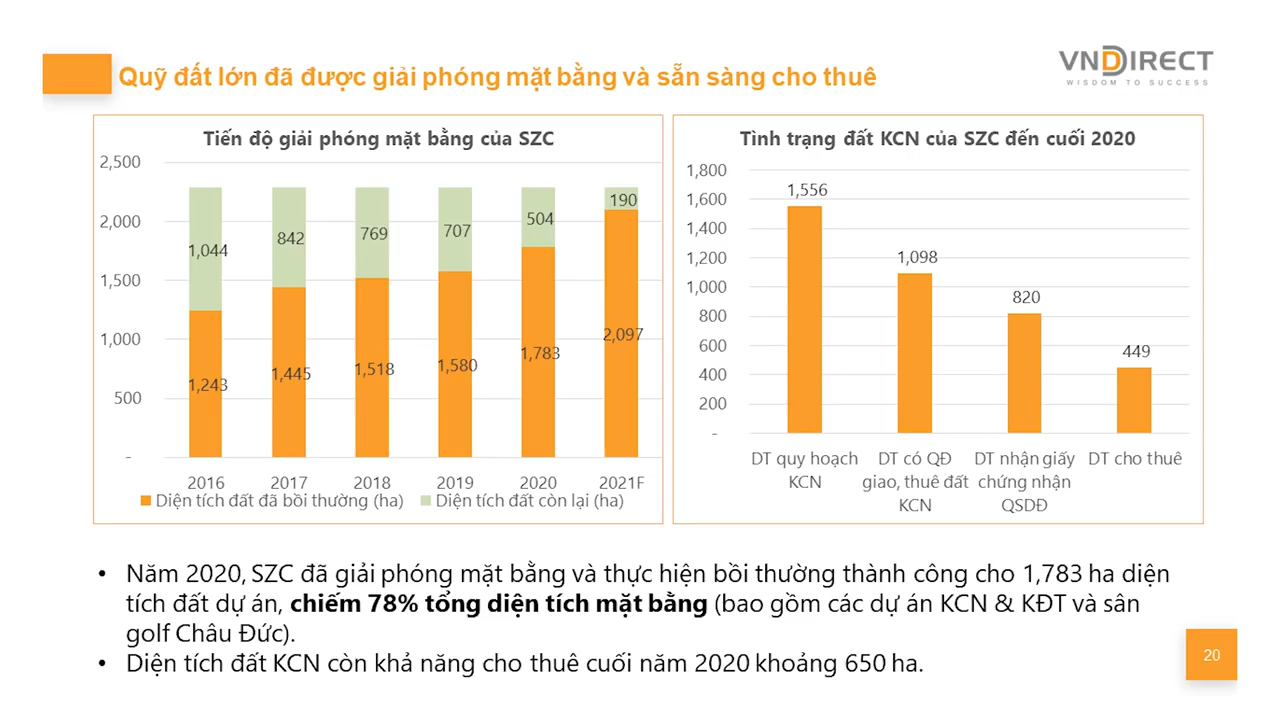 Quỹ đất lớn đã được giải phóng mặt bằng và sẵn sàng cho thuê
VNDIRECT
WISDOM TO SUCCESS
Tiến độ giải phóng mặt bằng của SZC
2,500
2,000
1,500
1,000
500
-
1,044
842
769
707
504
190
1,243
1,445
1,518
1,580
1,783
2,097
2016
2017
2018
2019
2020
2021F
Diện tích đất đã bồi thường (ha)
Diện tích đất còn lại (ha)
Tình trạng đất KCN của SZC đến cuối 2020
1,800
1,600
1,400
1,200
1,000
800
600
400
200
-
1,556
1,098
820
449
DT quy hoạch
KCN
DT có QĐ
giao, thuê đất
KCN
DT nhận giấy
chứng nhận
QSDĐ
DT cho thuê
• Năm 2020, SZC đã giải phóng mặt bằng và thực hiện bồi thường thành công cho 1,783 ha diện
tích đất dự án, chiếm 78% tổng diện tích mặt bằng (bao gồm các dự án KCN & KĐT và sân
golf Châu Đức).
• Diện tích đất KCN còn khả năng cho thuê cuối năm 2020 khoảng 650 ha.
20